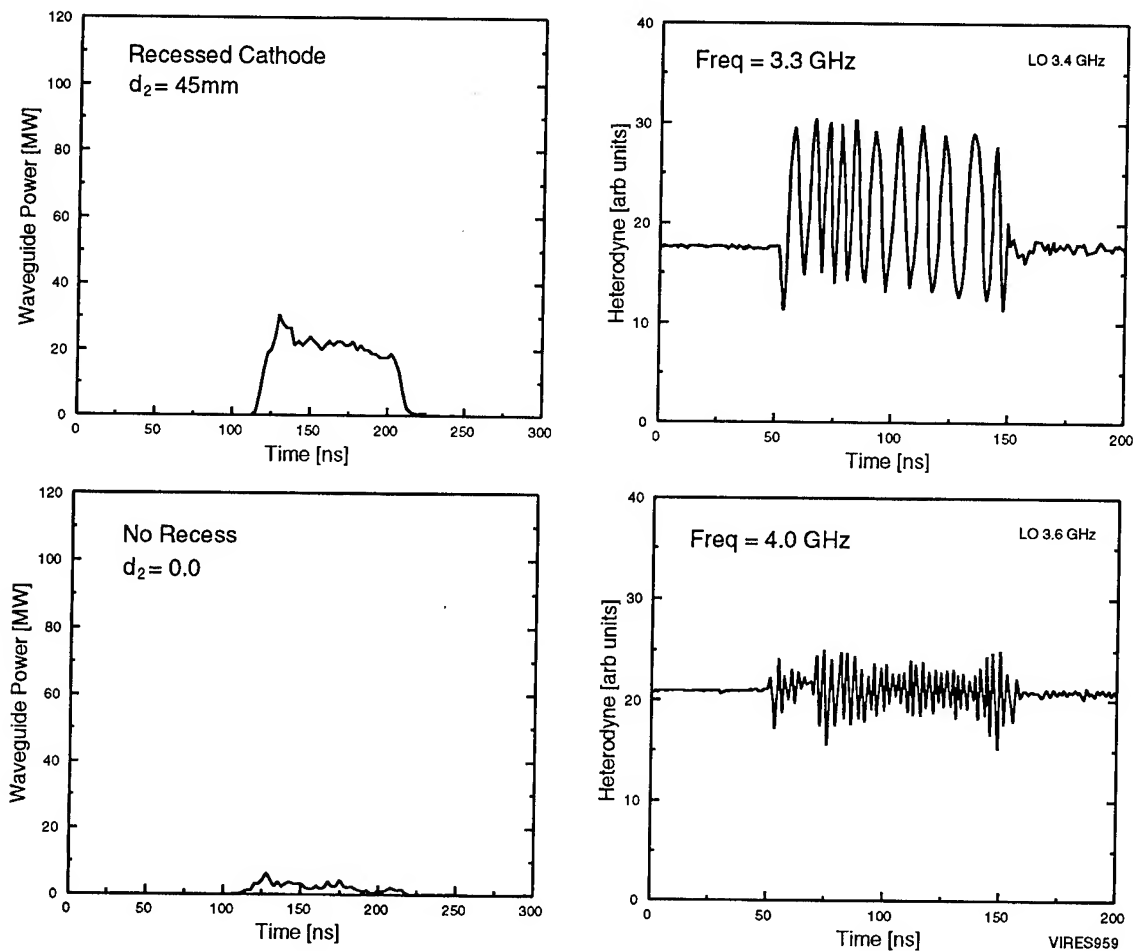 120
100
80
60
40
20
0
Waveguide Power [MW]
Recessed Cathode
d₂= 45mm
0 50 100 150 200 250 300
Time [ns]
40
30
20
10
0
Heterodyne [arb units]
Freq = 3.3 GHz
LO 3.4 GHz
0 50 100 150 200
Time [ns]
120
100
80
60
40
20
0
Waveguide Power [MW]
No Recess
d₂= 0.0
0 50 100 150 200 250 300
Time [ns]
40
30
20
10
0
Heterodyne [arb units]
Freq = 4.0 GHz
LO 3.6 GHz
0 50 100 150 200
Time [ns]
VIRES959